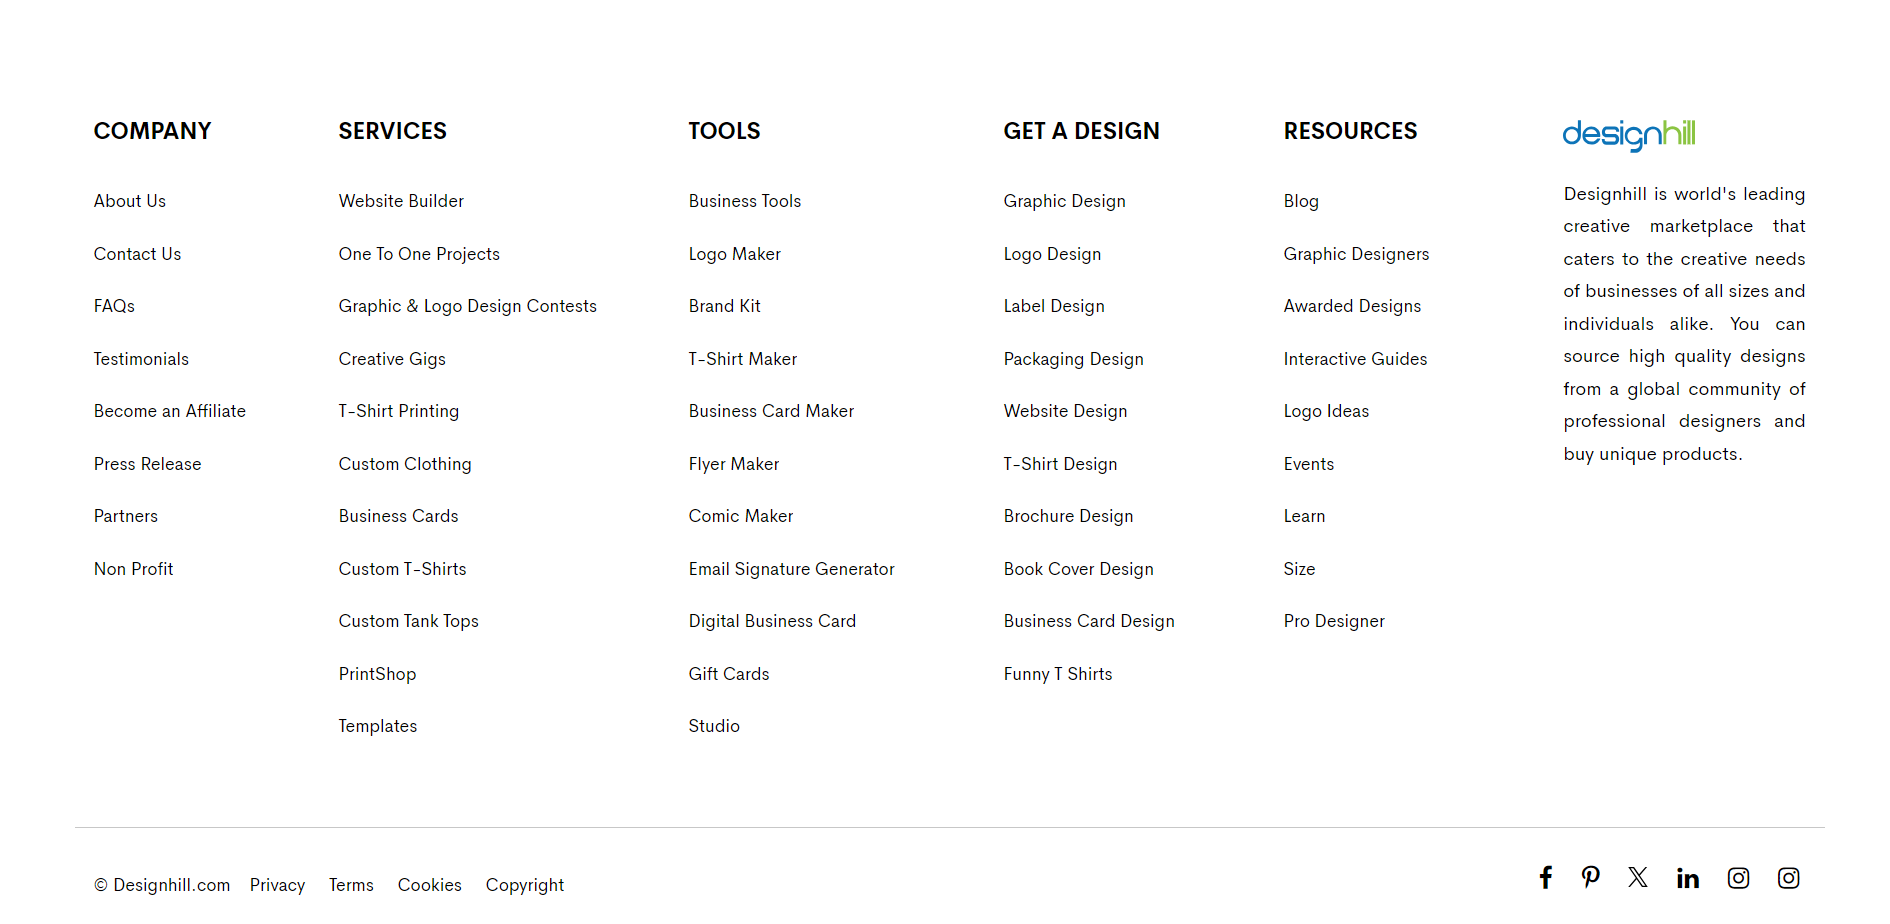 COMPANY
About Us
Contact Us
FAQs
Testimonials
Become an Affiliate
Press Release
Partners
Non Profit
SERVICES
Website Builder
One To One Projects
Graphic & Logo Design Contests
Creative Gigs
T-Shirt Printing
Custom Clothing
Business Cards
Custom T-Shirts
Custom Tank Tops
PrintShop
Templates
TOOLS
Business Tools
Logo Maker
Brand Kit
T-Shirt Maker
Business Card Maker
Flyer Maker
Comic Maker
Email Signature Generator
Digital Business Card
Gift Cards
Studio
GET A DESIGN
Graphic Design
Logo Design
Label Design
Packaging Design
Website Design
T-Shirt Design
Brochure Design
Book Cover Design
Business Card Design
Funny T Shirts
RESOURCES
Blog
Graphic Designers
Awarded Designs
Interactive Guides
Logo Ideas
Events
Learn
Size
Pro Designer
designhill
Designhill is world's leading
creative marketplace that
caters to the creative needs
of businesses of all sizes and
individuals alike. You can
source high quality designs
from a global community of
professional designers and
buy unique products.
© Designhill.com Privacy Terms Cookies Copyright